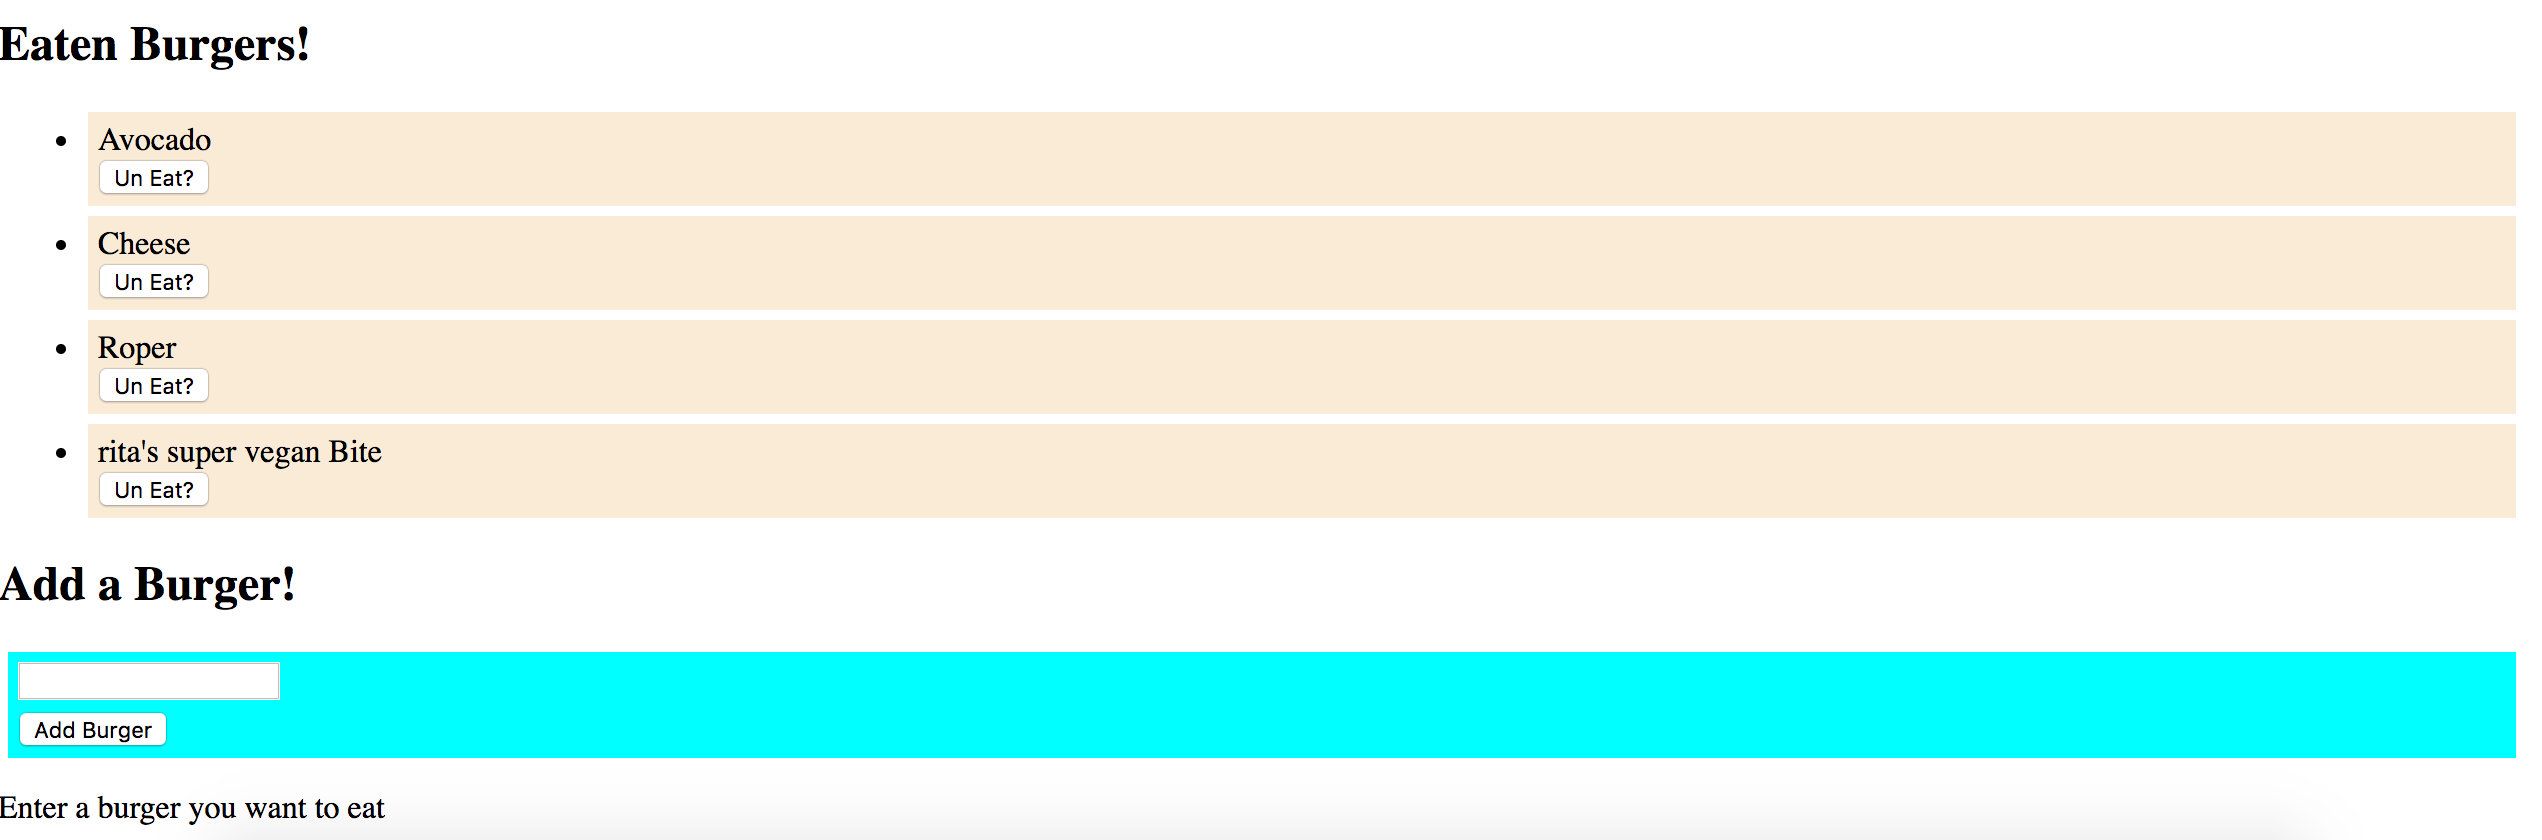 Eaten Burgers!
Avocado
Un Eat?
Cheese
Un Eat?
Roper
Un Eat?
rita's super vegan Bite
Un Eat?
Add a Burger!
Add Burger
Enter a burger you want to eat